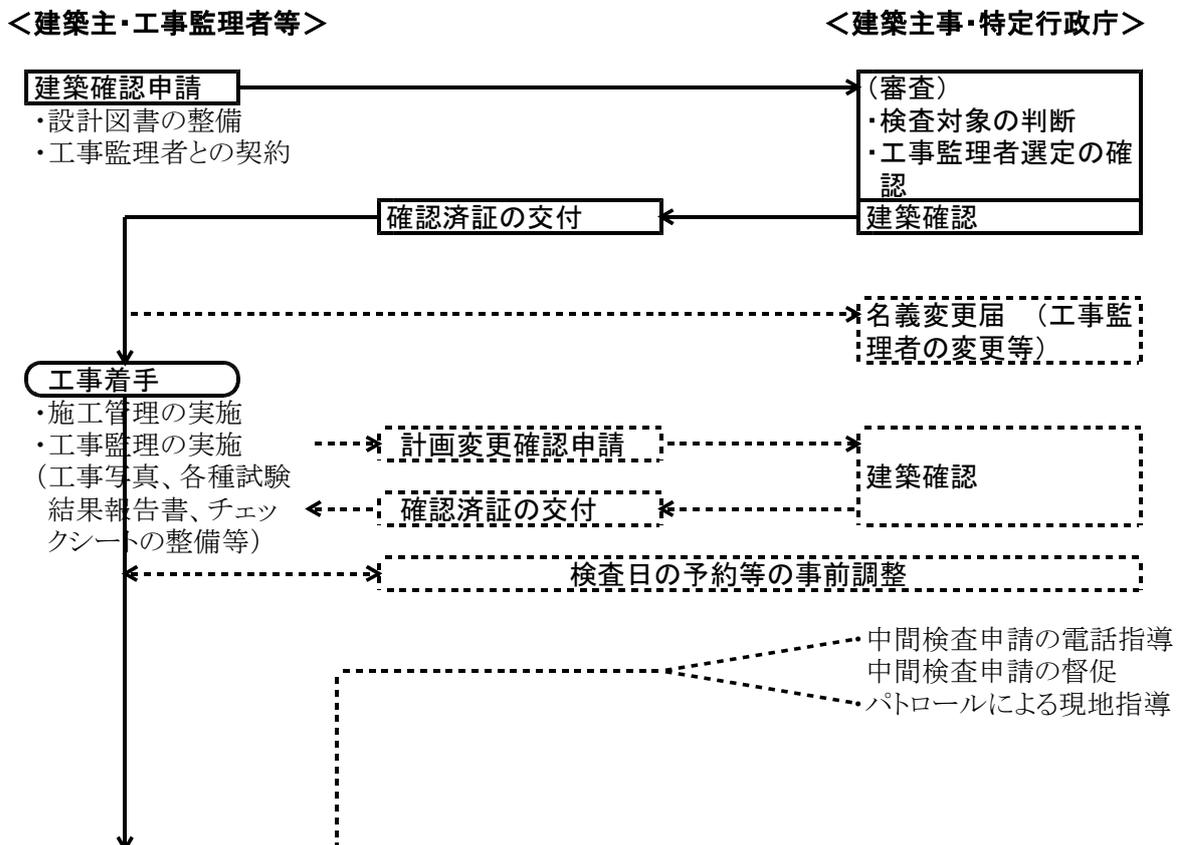 ＜建築主・工事監理者等＞
＜建築主事・特定行政庁＞
建築確認申請
・設計図書の整備
・工事監理者との契約
（審査）
・検査対象の判断
・工事監理者選定の確
認
確認済証の交付
建築確認
名義変更届　（工事監
理者の変更等）
工事着手
・施工管理の実施
・工事監理の実施
（工事写真、各種試験
結果報告書、チェッ
クシートの整備等）
計画変更確認申請
建築確認
確認済証の交付
検査日の予約等の事前調整
・中間検査申請の電話指導
中間検査申請の督促
・パトロールによる現地指導